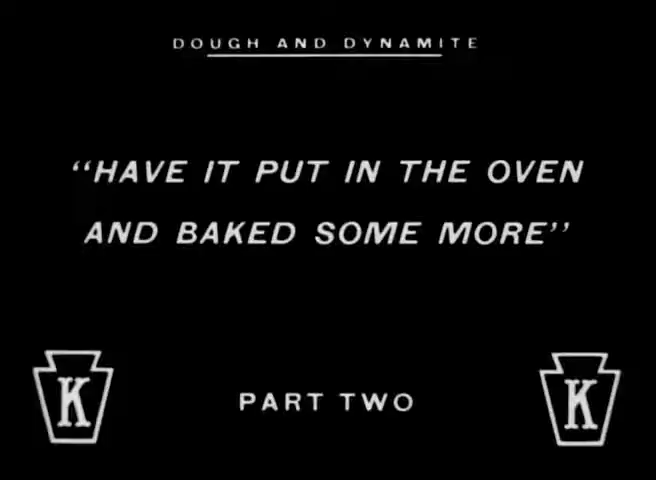 DOUGH AND DYNAMITE
"HAVE IT PUT IN THE OVEN
AND BAKED SOME MORE"
K
PART TWO
K